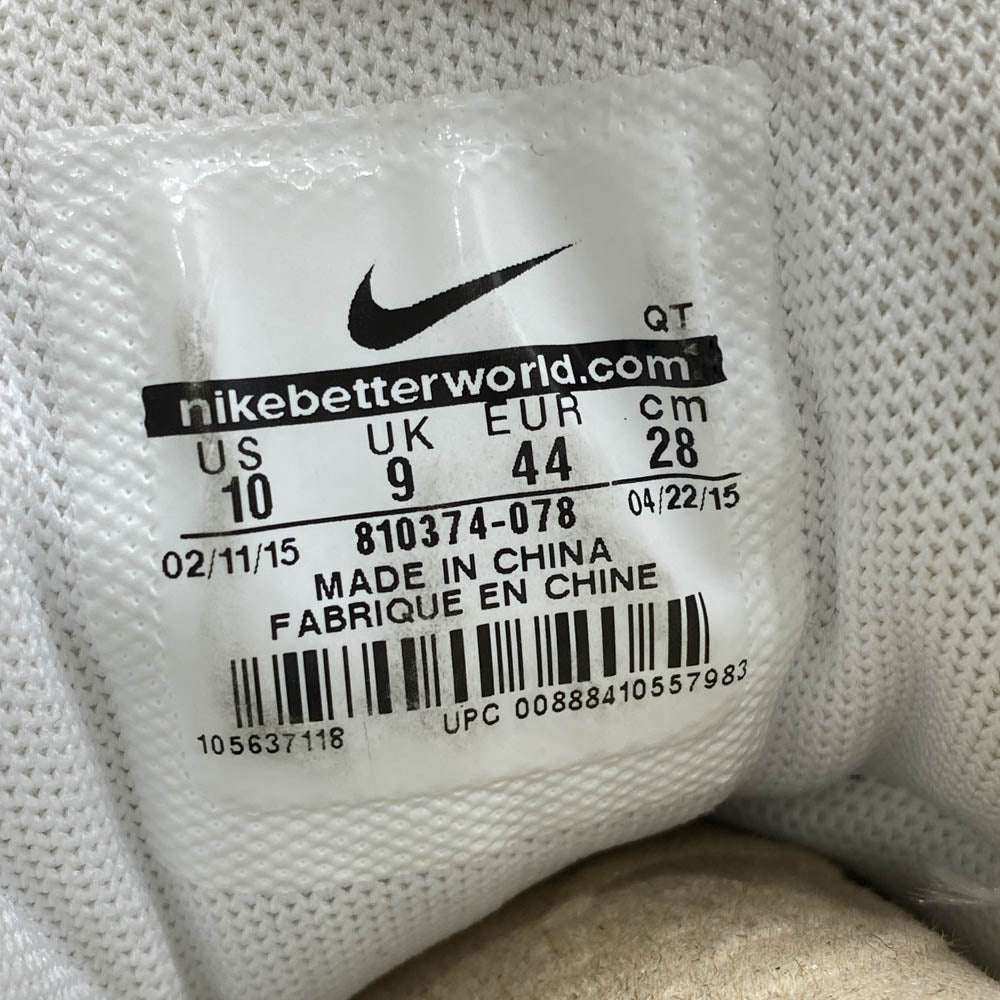 QT
nikebetterworld.com
US UK EUR cm
10 9 44 28
02/11/15 810374-078 04/22/15
MADE IN CHINA
FABRIQUE EN CHINE
105637118 UPC 00888410557983